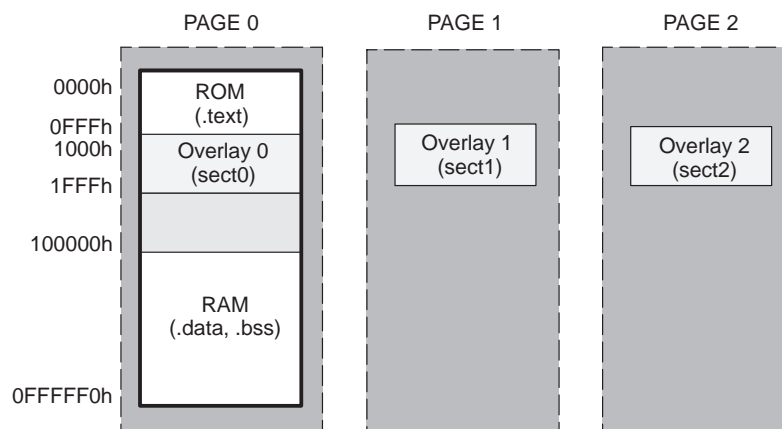 PAGE 0
PAGE 1
PAGE 2
0000h
ROM
(.text)
0FFFh
1000h
Overlay 0
(sect0)
1FFFh
Overlay 1
(sect1)
Overlay 2
(sect2)
100000h
RAM
(.data, .bss)
0FFFFF0h